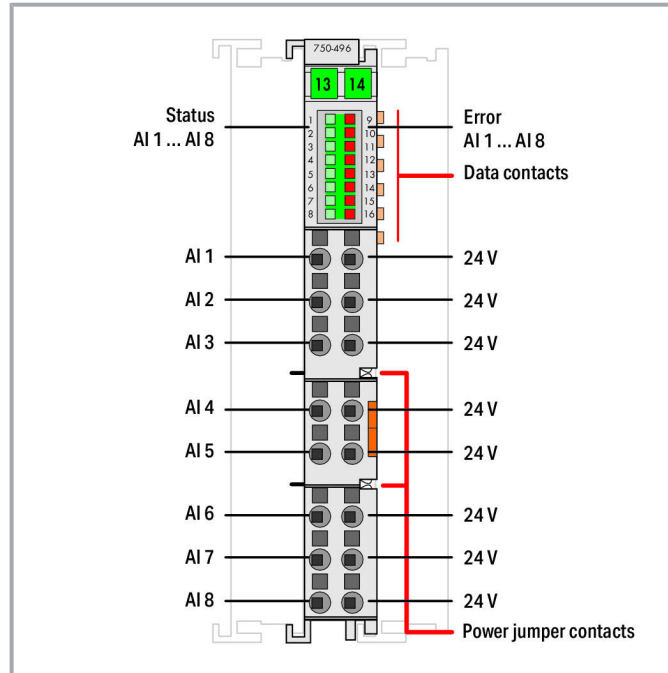 750-496
13 14
Status
AI 1 ... AI 8
Error
AI 1 ... AI 8
1 9
2 10
3 11
4 12
5 13
6 14
7 15
8 16
Data contacts
AI 1 24 V
AI 2 24 V
AI 3 24 V
AI 4 24 V
AI 5 24 V
AI 6 24 V
AI 7 24 V
AI 8 24 V
Power jumper contacts